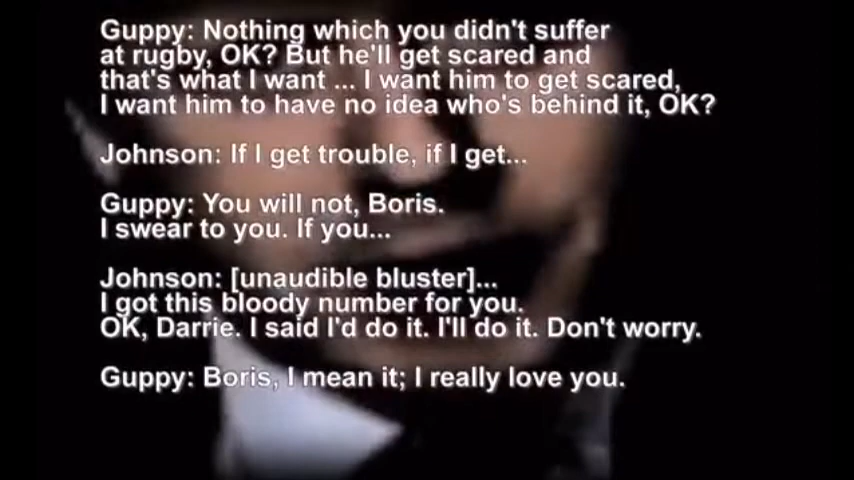 Guppy: Nothing which you didn't suffer
at rugby, OK? But he'll get scared and
that's what I want ... I want him to get scared,
I want him to have no idea who's behind it, OK?
Johnson: If I get trouble, if I get...
Guppy: You will not, Boris.
I swear to you. If you...
Johnson: [unaudible bluster]...
I got this bloody number for you.
OK, Darrie. I said I'd do it. I'll do it. Don't worry.
Guppy: Boris, I mean it; I really love you.